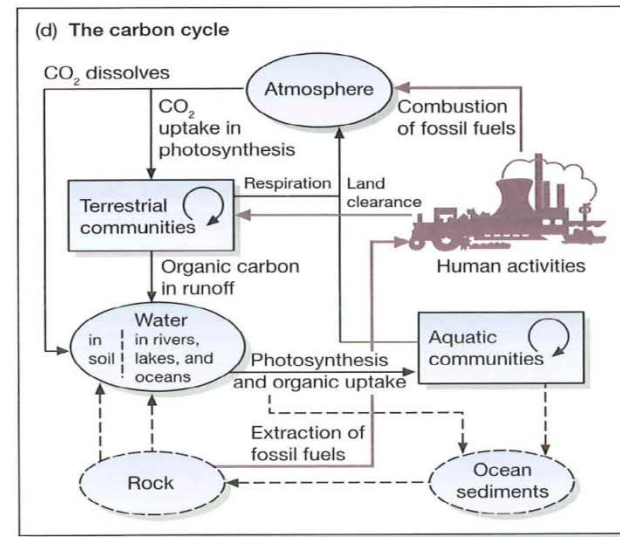 (d) The carbon cycle
CO2 dissolves
Atmosphere
Combustion
of fossil fuels
CO2
uptake in
photosynthesis
Respiration
Land
clearance
Terrestrial
communities
Human activities
Organic carbon
in runoff
Water
in
soil
in rivers,
lakes, and
oceans
Photosynthesis
and organic uptake
Aquatic
communities
Extraction of
fossil fuels
Rock
Ocean
sediments